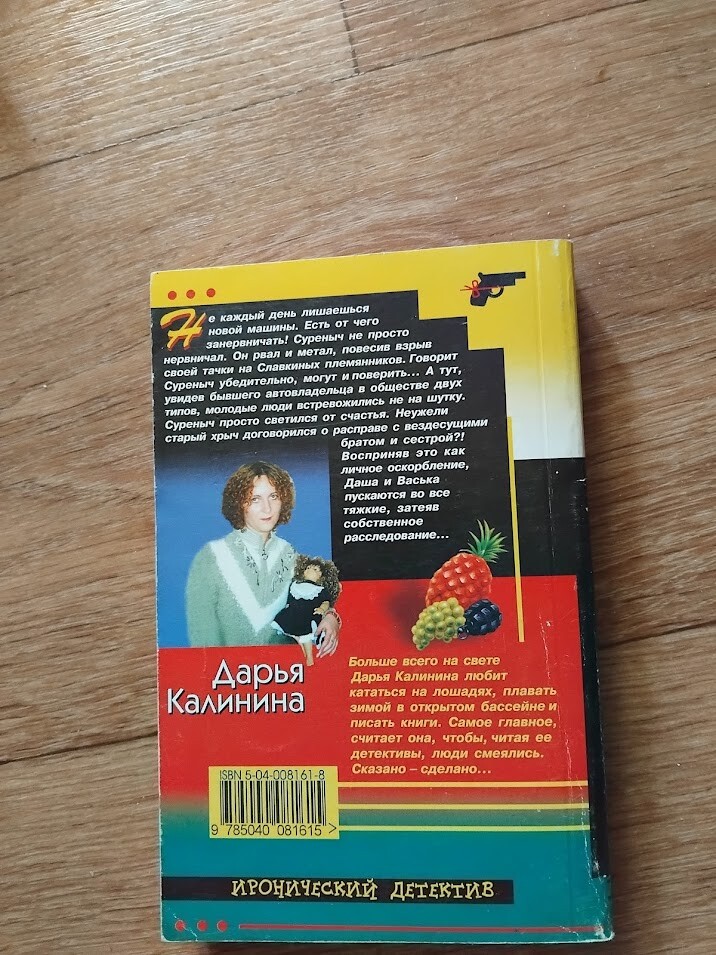 Не каждый день лишаешься
новой машины. Есть от чего
занервничать! Суреныч не просто
нервничал. Он рвал и метал, повесив взрыв
своей тачки на Славкиных племянников. Говорит
Суреныч убедительно, могут и поверить... А тут,
увидев бывшего автовладельца в обществе двух
типов, молодые люди встревожились не на шутку.
Суреныч просто светился от счастья. Неужели
старый хрыч договорился о расправе с вездесущими
братом и сестрой?!
Восприняв это как
личное оскорбление,
Даша и Васька
пускаются во все
тяжкие, затеяв
собственное
расследование...
Дарья
Калинина
Больше всего на свете
Дарья Калинина любит
кататься на лошадях, плавать
зимой в открытом бассейне и
писать книги. Самое главное,
считает она, чтобы, читая ее
детективы, люди смеялись.
Сказано – сделано...
ISBN 5-04-008161-8
9 785040 081615 >
ИРОНИЧЕСКИЙ ДЕТЕКТИВ